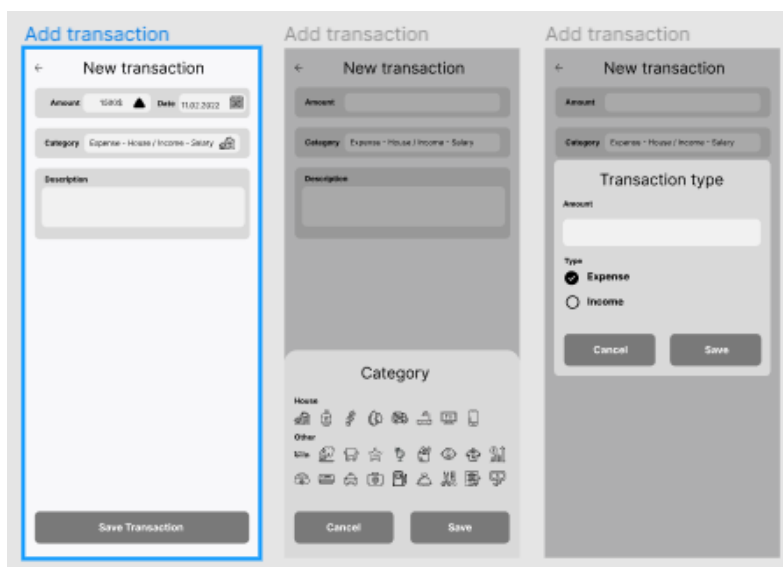 Add transaction
New transaction
Amount 1580$ Date 11.02.2022
Category Expense - House / Income - Salary
Description
Save Transaction
Add transaction
New transaction
Amount
Category Expense - House / Income - Salary
Description
Category
House
Other
Cancel Save
Add transaction
New transaction
Amount
Category Expense - House / Income - Salary
Transaction type
Amount
Type
Expense
Income
Cancel Save